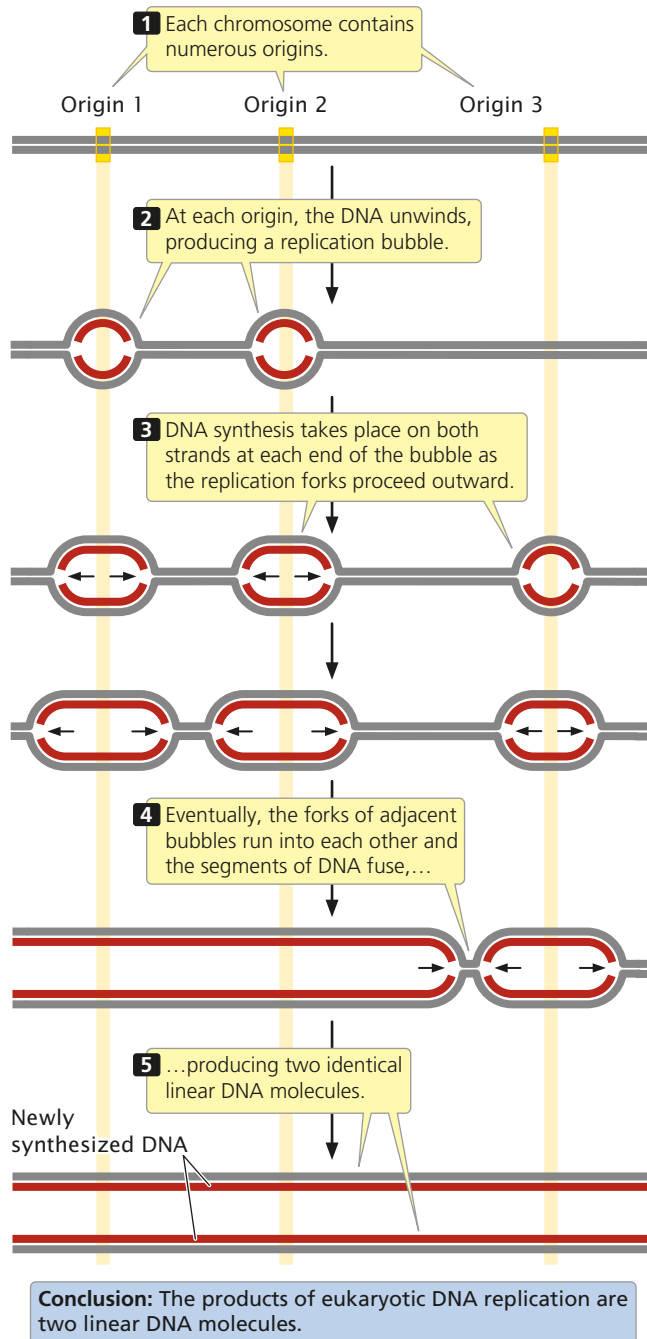 1 Each chromosome contains
numerous origins.
Origin 1 Origin 2 Origin 3
2 At each origin, the DNA unwinds,
producing a replication bubble.
3 DNA synthesis takes place on both
strands at each end of the bubble as
the replication forks proceed outward.
4 Eventually, the forks of adjacent
bubbles run into each other and
the segments of DNA fuse,…
5 …producing two identical
linear DNA molecules.
Newly
synthesized DNA
Conclusion: The products of eukaryotic DNA replication are
two linear DNA molecules.